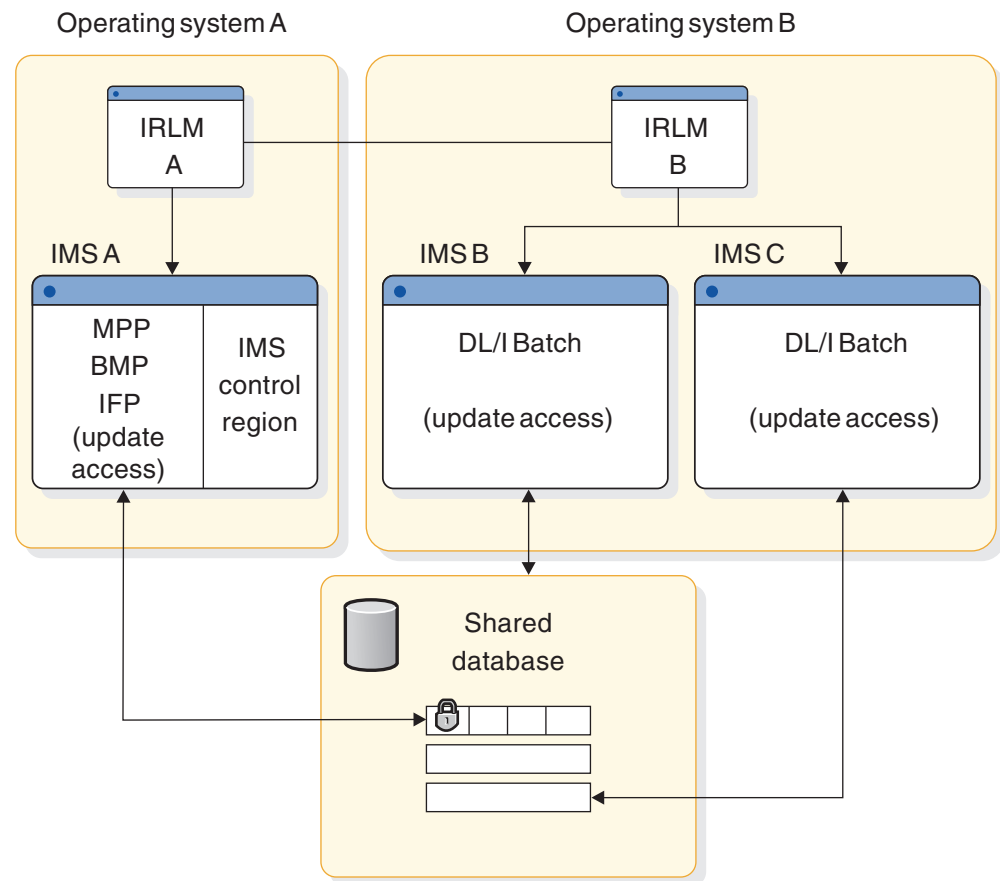 Operating system A
Operating system B
IRLM
A
IRLM
B
IMS A
IMS B
IMS C
MPP
BMP
IFP
(update
access)
IMS
control
region
DL/I Batch
(update access)
DL/I Batch
(update access)
Shared
database
1